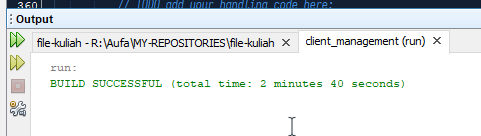 360
// TODO add your handling code here:
Output
file-kuliah - R:\Aufa\MY-REPOSITORIES\file-kuliah
client_management (run)
run:
BUILD SUCCESSFUL (total time: 2 minutes 40 seconds)